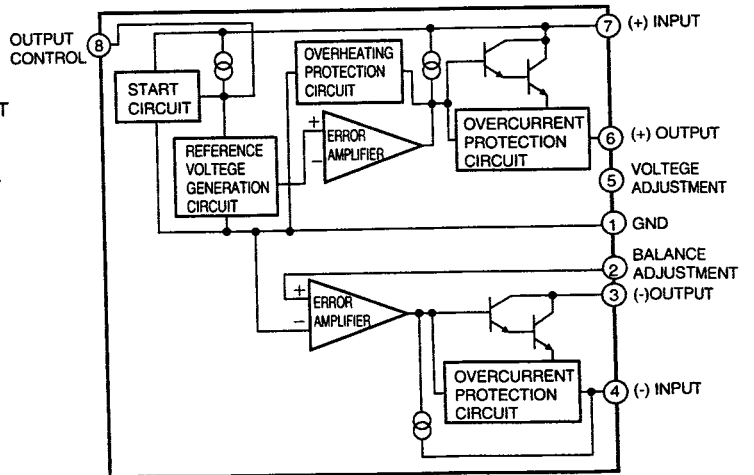 OUTPUT
CONTROL
8
START
CIRCUIT
OVERHEATING
PROTECTION
CIRCUIT
7
(+) INPUT
REFERENCE
VOLTEGE
GENERATION
CIRCUIT
+
−
ERROR
AMPLIFIER
OVERCURRENT
PROTECTION
CIRCUIT
6
(+) OUTPUT
5
VOLTEGE
ADJUSTMENT
1
GND
2
BALANCE
ADJUSTMENT
+
−
ERROR
AMPLIFIER
3
(-)OUTPUT
OVERCURRENT
PROTECTION
CIRCUIT
4
(-) INPUT